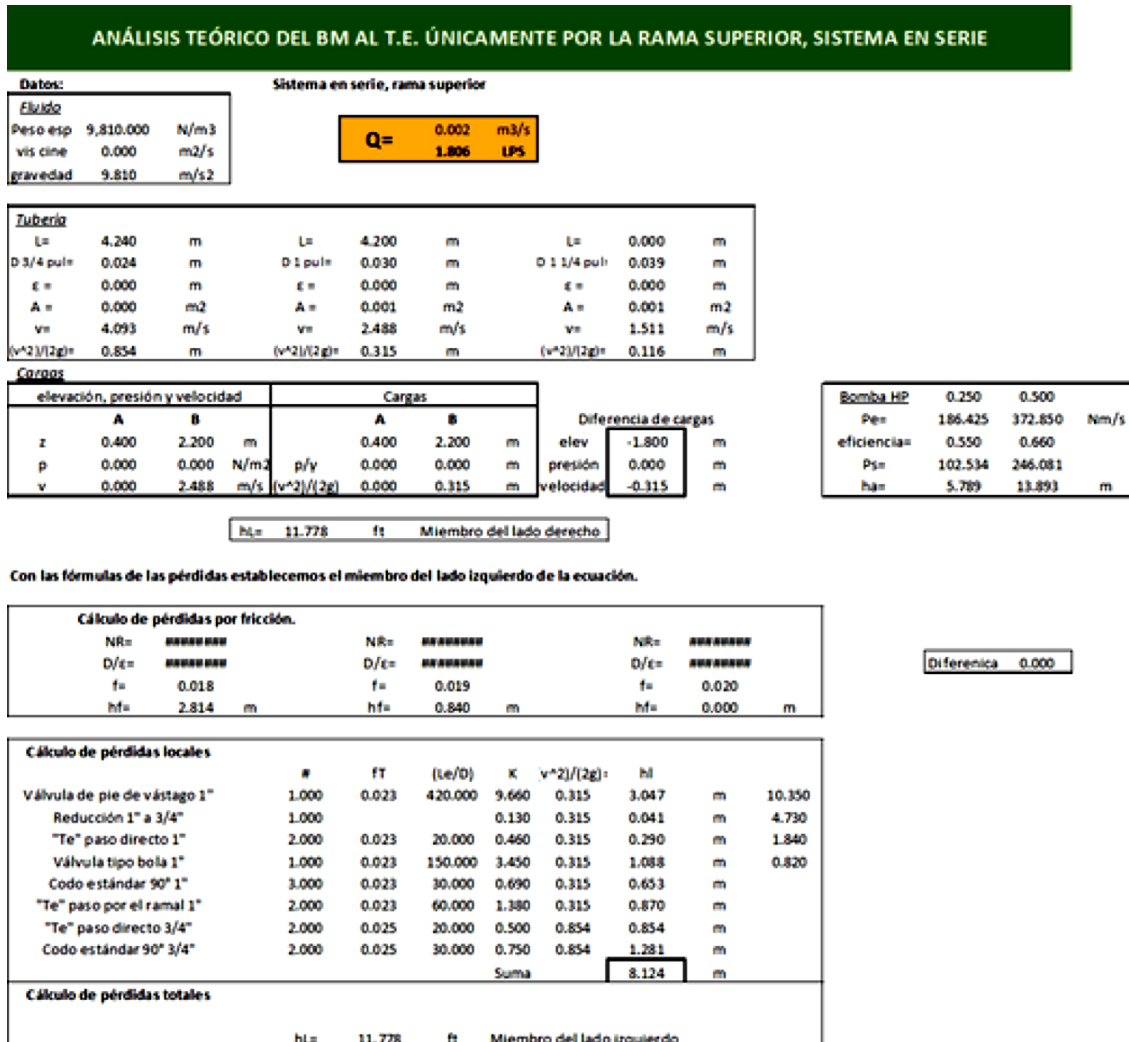 ANÁLISIS TEÓRICO DEL BM AL T.E. ÚNICAMENTE POR LA RAMA SUPERIOR, SISTEMA EN SERIE
Datos: Sistema en serie, rama superior
Fluido
Peso esp 9,810.000 N/m3
Q= 0.002 m3/s
vis cine 0.000 m2/s
1.806 LPS
gravedad 9.810 m/s2
Tubería
L= 4.240 m L= 4.200 m L= 0.000 m
D 3/4 pul= 0.024 m D 1 pul= 0.030 m D 1 1/4 pul= 0.039 m
ε = 0.000 m ε = 0.000 m ε = 0.000 m
A = 0.000 m2 A = 0.001 m2 A = 0.001 m2
v= 4.093 m/s v= 2.488 m/s v= 1.511 m/s
(v^2)/(2g)= 0.854 m (v^2)/(2g)= 0.315 m (v^2)/(2g)= 0.116 m
Cargas
elevación, presión y velocidad Cargas Bomba HP 0.250 0.500
A B A B Diferencia de cargas Pe= 186.425 372.850 Nm/s
z 0.400 2.200 m 0.400 2.200 m elev -1.800 m eficiencia= 0.550 0.660
p 0.000 0.000 N/m2 p/γ 0.000 0.000 m presión 0.000 m Ps= 102.534 246.081
v 0.000 2.488 m/s (v^2)/(2g) 0.000 0.315 m velocidad -0.315 m ha= 5.789 13.893 m
hL= 11.778 ft Miembro del lado derecho
Con las fórmulas de las pérdidas establecemos el miembro del lado izquierdo de la ecuación.
Cálculo de pérdidas por fricción.
NR= ######## NR= ######## NR= ########
D/ε= ######## D/ε= ######## D/ε= ######## Diferenica 0.000
f= 0.018 f= 0.019 f= 0.020
hf= 2.814 m hf= 0.840 m hf= 0.000 m
Cálculo de pérdidas locales
# fT (Le/D) K v^2)/(2g)= hl
Válvula de pie de vástago 1" 1.000 0.023 420.000 9.660 0.315 3.047 m 10.350
Reducción 1" a 3/4" 1.000 0.130 0.315 0.041 m 4.730
"Te" paso directo 1" 2.000 0.023 20.000 0.460 0.315 0.290 m 1.840
Válvula tipo bola 1" 1.000 0.023 150.000 3.450 0.315 1.088 m 0.820
Codo estándar 90° 1" 3.000 0.023 30.000 0.690 0.315 0.653 m
"Te" paso por el ramal 1" 2.000 0.023 60.000 1.380 0.315 0.870 m
"Te" paso directo 3/4" 2.000 0.025 20.000 0.500 0.854 0.854 m
Codo estándar 90° 3/4" 2.000 0.025 30.000 0.750 0.854 1.281 m
Suma 8.124 m
Cálculo de pérdidas totales
hL= 11.778 ft Miembro del lado izquierdo